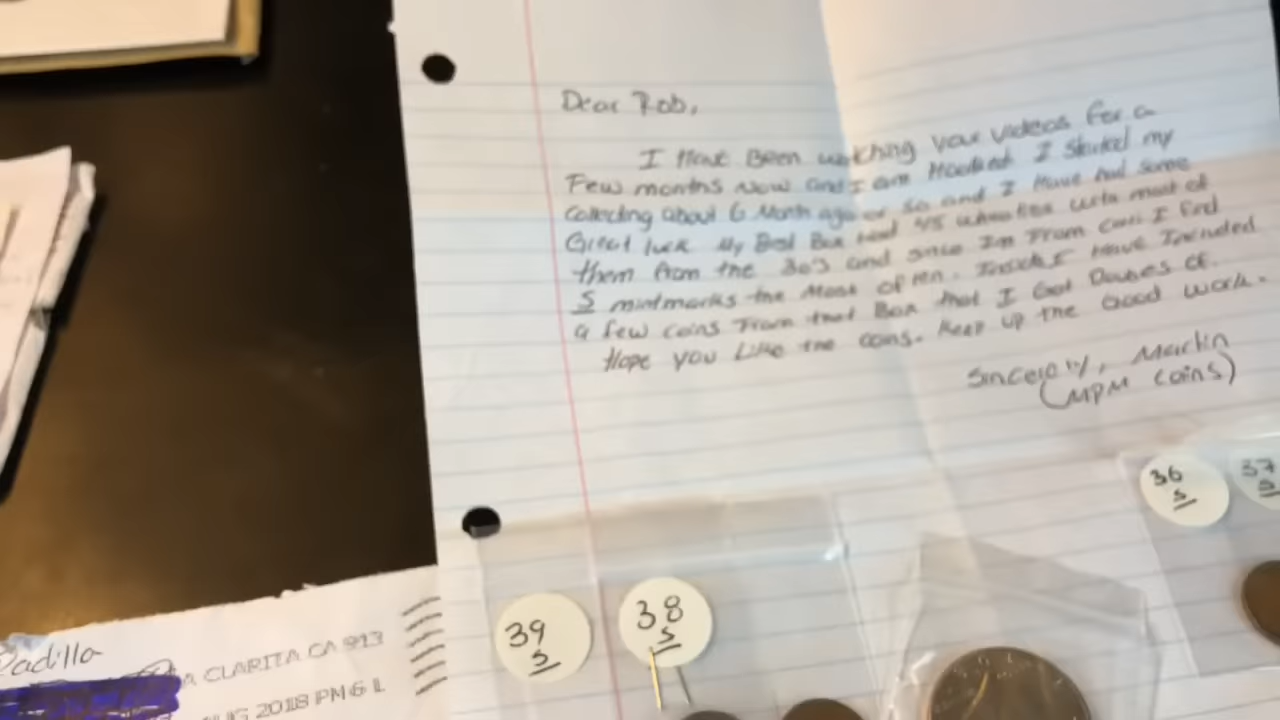 Dear Rob,
I Have Been watching your videos for a
Few months now and I am Hooked I started my
collecting about 6 Month ago or so and I Have had some
Great luck My Best Box had 45 wheaties with most of
them from the 30's and since Im From Cali I find
S mintmarks the Most often. Inside I Have Included
a few coins From that Box that I Got Doubles of.
Hope you Like the coins. Keep up the Good work.
Sincerely, Martin
(MPM coins)
36
S
37
S
39
S
38
S
Padilla
A CLARITA CA 913
AUG 2018 PM 6 L